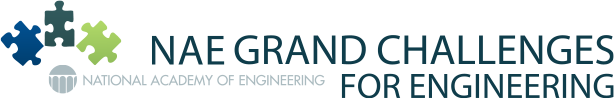 NAE GRAND CHALLENGES
NATIONAL ACADEMY OF ENGINEERING
FOR ENGINEERING